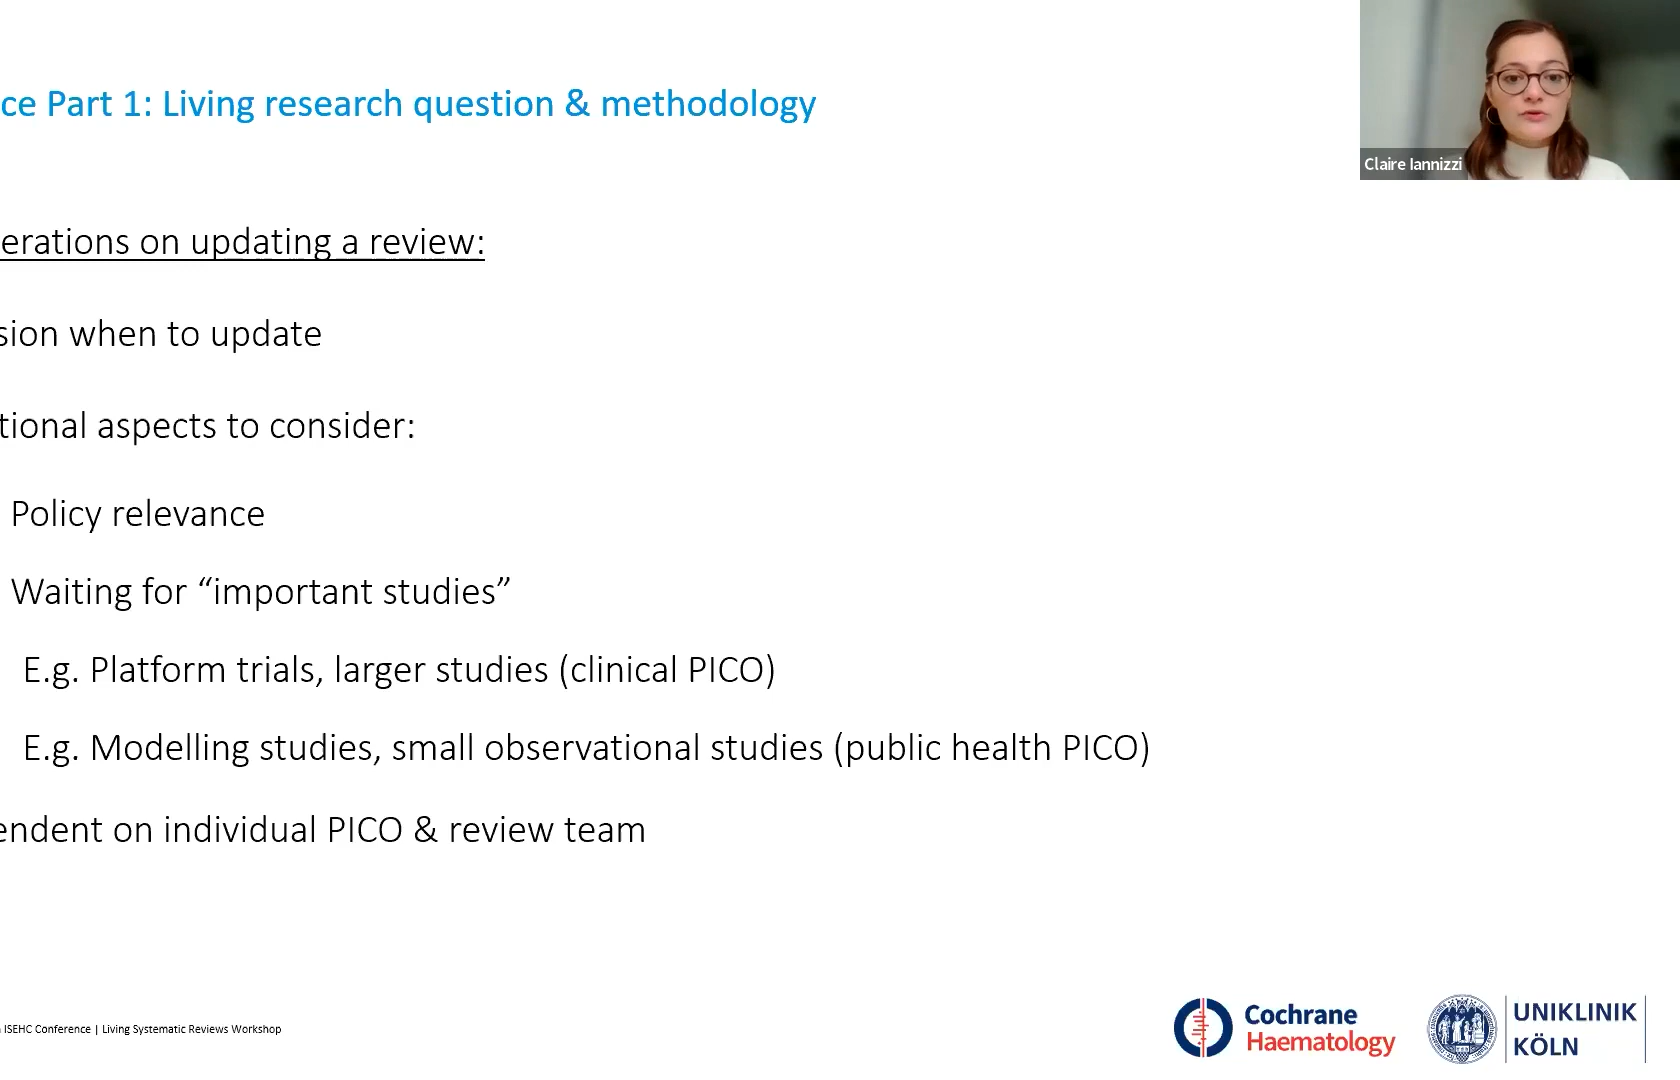 ce Part 1: Living research question & methodology
Claire Iannizzi
erations on updating a review:
sion when to update
tional aspects to consider:
Policy relevance
Waiting for “important studies”
E.g. Platform trials, larger studies (clinical PICO)
E.g. Modelling studies, small observational studies (public health PICO)
endent on individual PICO & review team
ISEHC Conference | Living Systematic Reviews Workshop
Cochrane
Haematology
UNIKLINIK
KÖLN